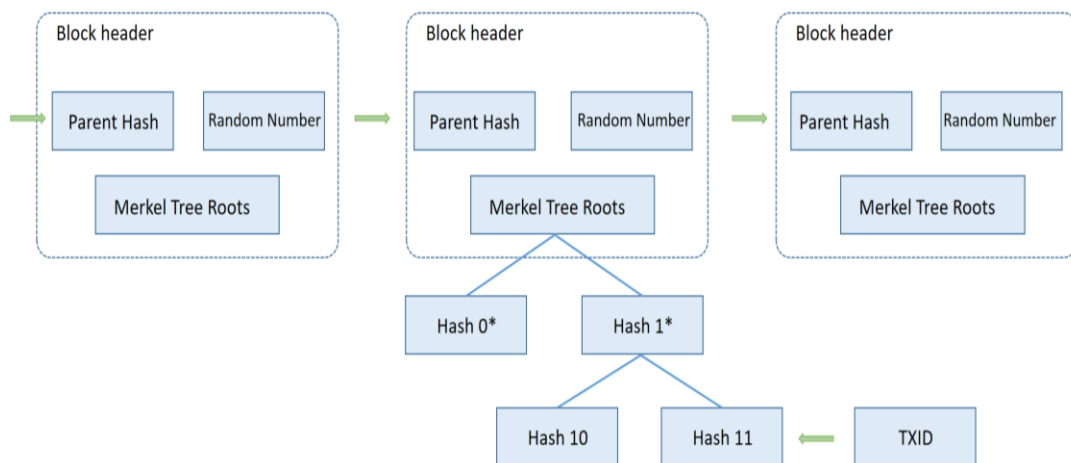 Block header
Block header
Block header
Parent Hash
Random Number
Parent Hash
Random Number
Parent Hash
Random Number
Merkel Tree Roots
Merkel Tree Roots
Merkel Tree Roots
Hash 0*
Hash 1*
Hash 10
Hash 11
TXID